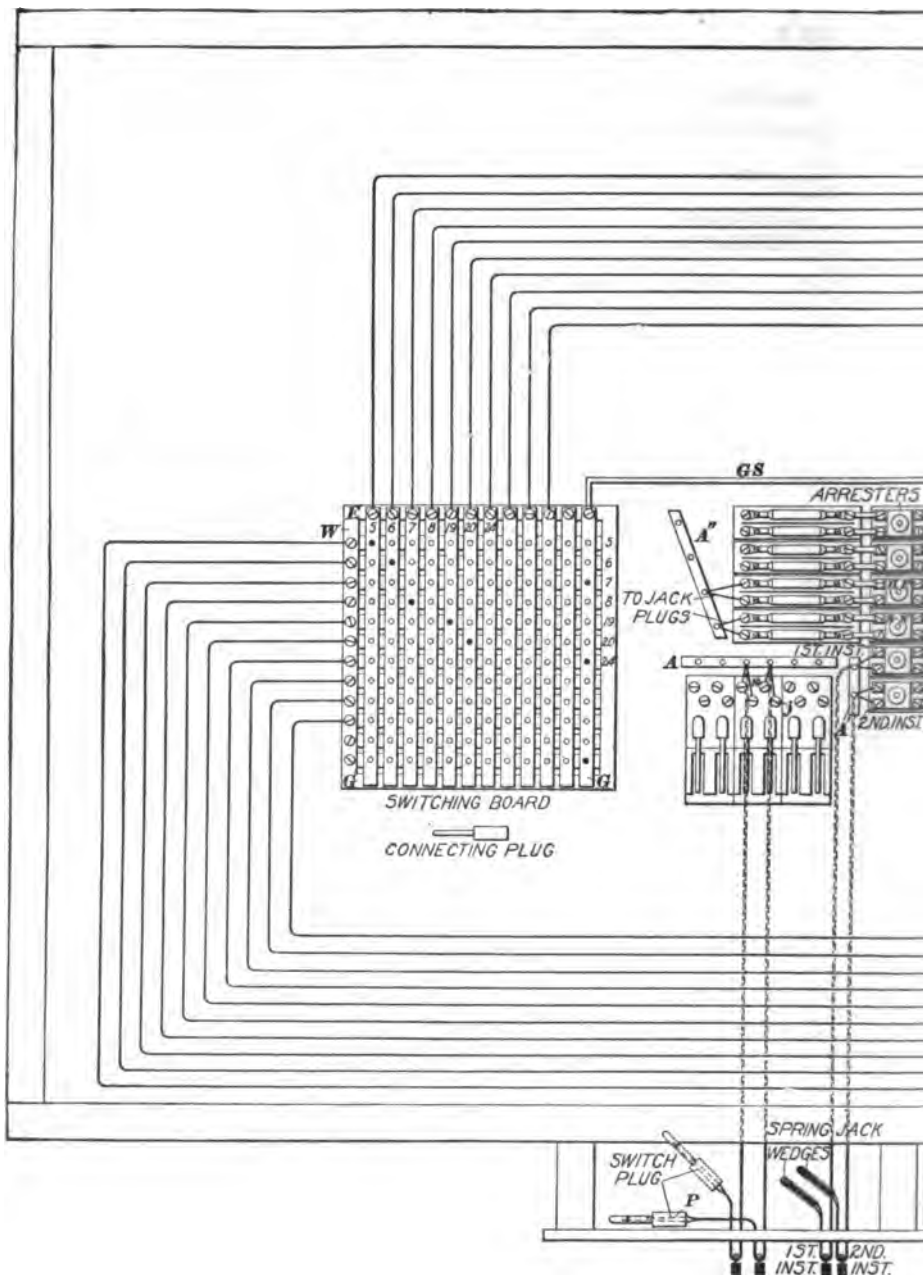 GS
ARRESTERS
E
W
5 6 7 8 19 20 24
5
6
7
8
19
20
24
G
G
SWITCHING BOARD
CONNECTING PLUG
A"
TO JACK
PLUGS
1ST. INST.
A
2ND. INST.
SPRING JACK
WEDGES
SWITCH
PLUG
P
1ST. 2ND.
INST. INST.